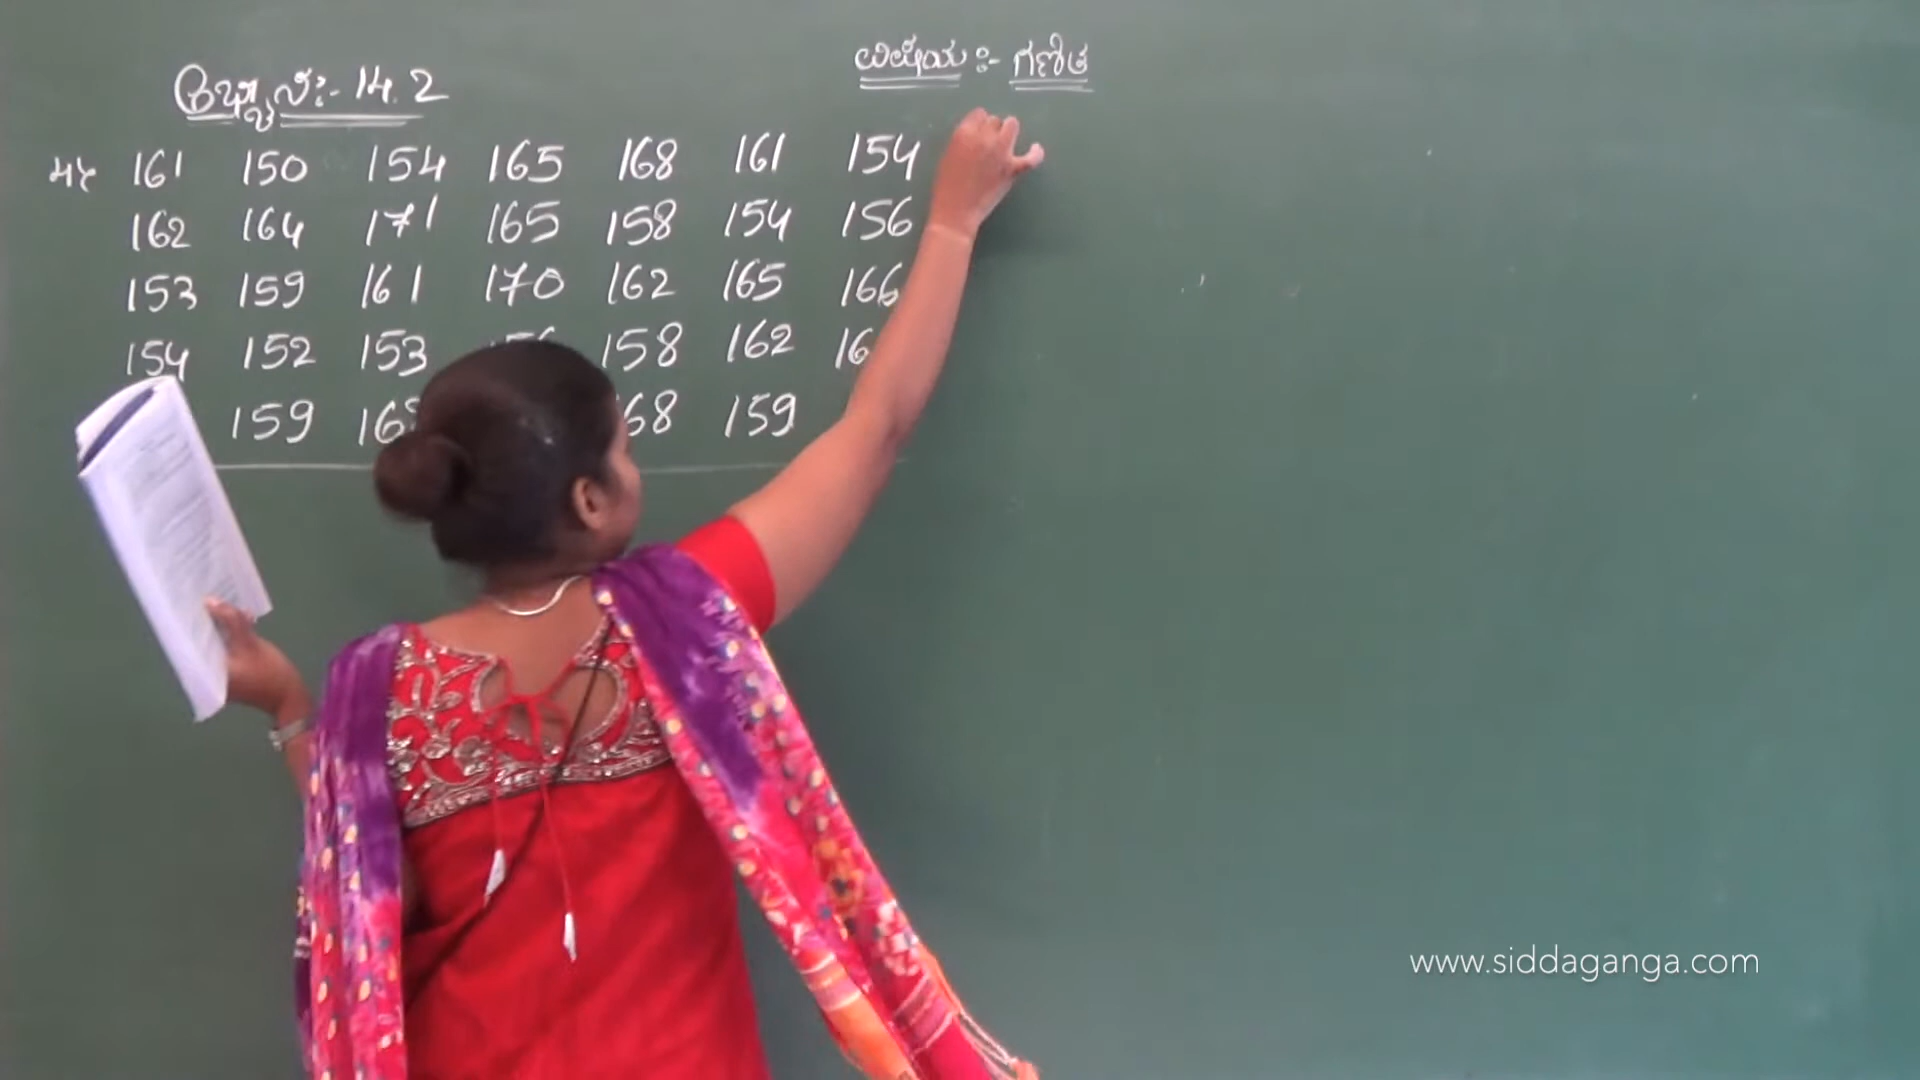 ಅಭ್ಯಾಸ:- 14.2
ವಿಷೇಯ :- ಗಣಿತ
161 150 154 165 168 161 154
162 164 171 165 158 154 156
153 159 161 170 162 165 166
154 152 153 158 162
159 159
www.siddaganga.com